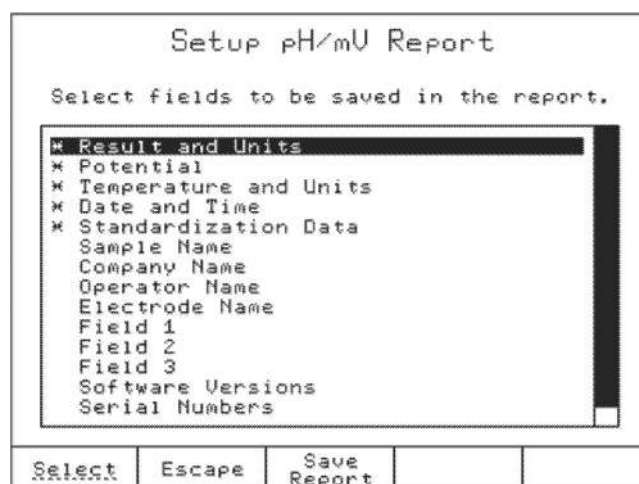 Setup pH/mV Report
Select fields to be saved in the report.
* Result and Units
* Potential
* Temperature and Units
* Date and Time
* Standardization Data
Sample Name
Company Name
Operator Name
Electrode Name
Field 1
Field 2
Field 3
Software Versions
Serial Numbers
Select Escape Save Report